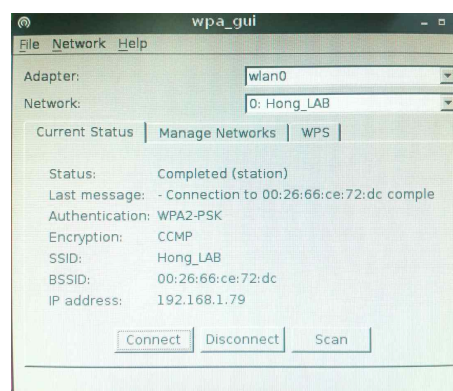 wpa_gui
File Network Help
Adapter: wlan0
Network: 0: Hong_LAB
Current Status Manage Networks WPS
Status: Completed (station)
Last message: - Connection to 00:26:66:ce:72:dc comple
Authentication: WPA2-PSK
Encryption: CCMP
SSID: Hong_LAB
BSSID: 00:26:66:ce:72:dc
IP address: 192.168.1.79
Connect Disconnect Scan